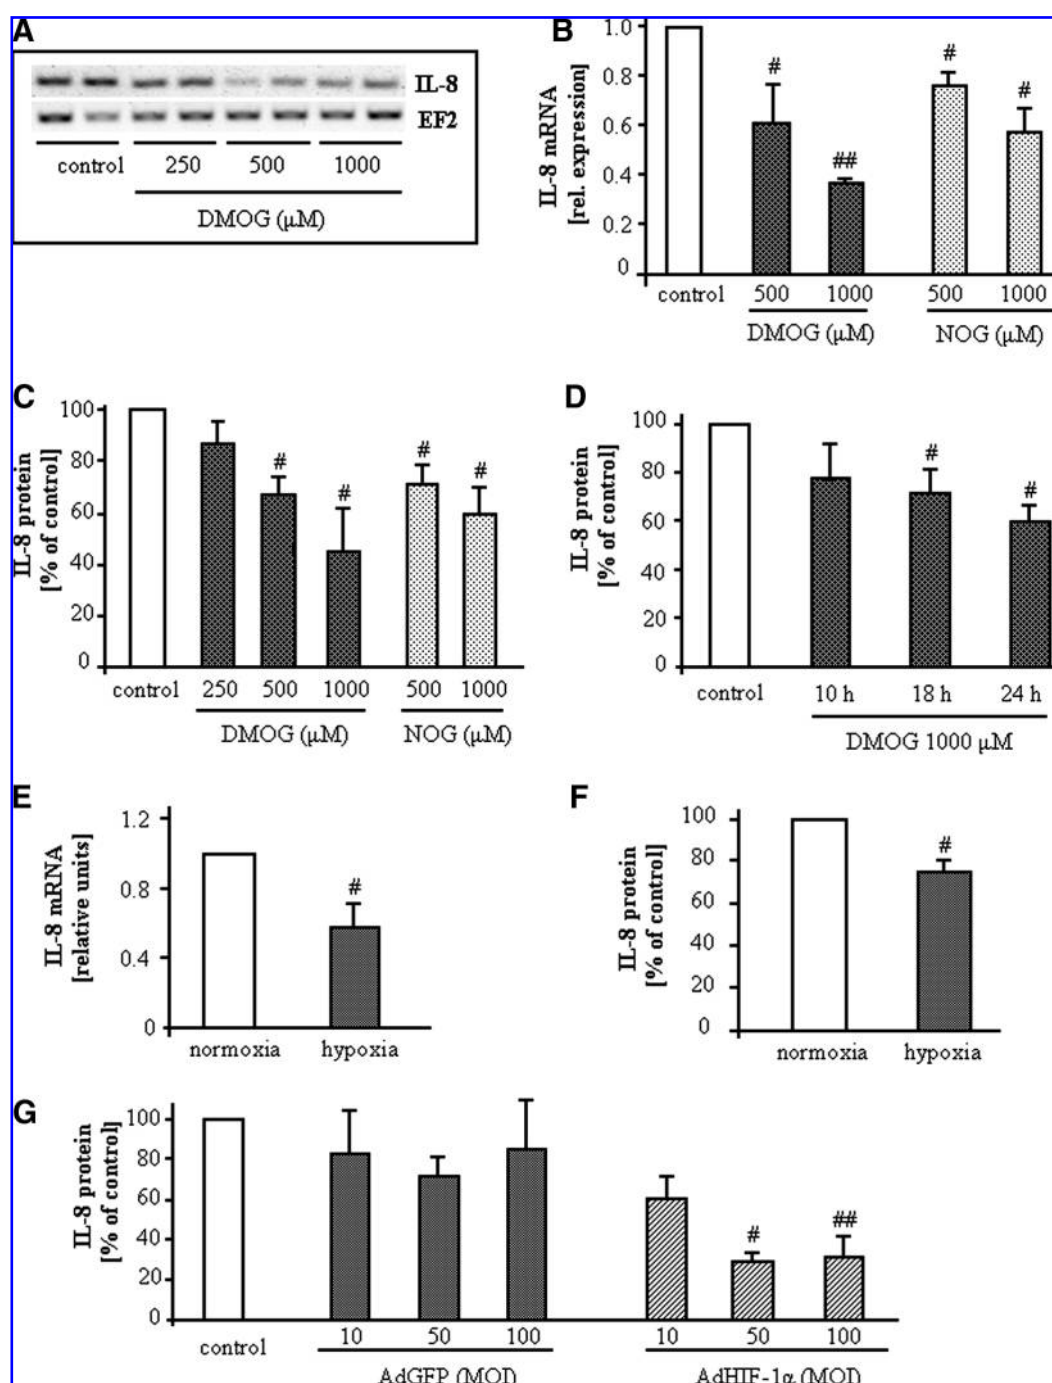 A
IL-8
EF2
control 250 500 1000
DMOG (μM)
B
IL-8 mRNA
[rel. expression]
1.0
0.8
0.6
0.4
0.2
0
# ## # #
control 500 1000 500 1000
DMOG (μM) NOG (μM)
C
IL-8 protein
[% of control]
100
80
60
40
20
0
# # # #
control 250 500 1000 500 1000
DMOG (μM) NOG (μM)
D
IL-8 protein
[% of control]
100
80
60
40
20
0
# #
control 10 h 18 h 24 h
DMOG 1000 μM
E
IL-8 mRNA
[relative units]
1.2
0.8
0.4
0
#
normoxia hypoxia
F
IL-8 protein
[% of control]
100
80
60
40
20
0
#
normoxia hypoxia
G
IL-8 protein
[% of control]
100
80
60
40
20
0
# ##
control 10 50 100 10 50 100
AdGFP (MOI) AdHIF-1α (MOI)